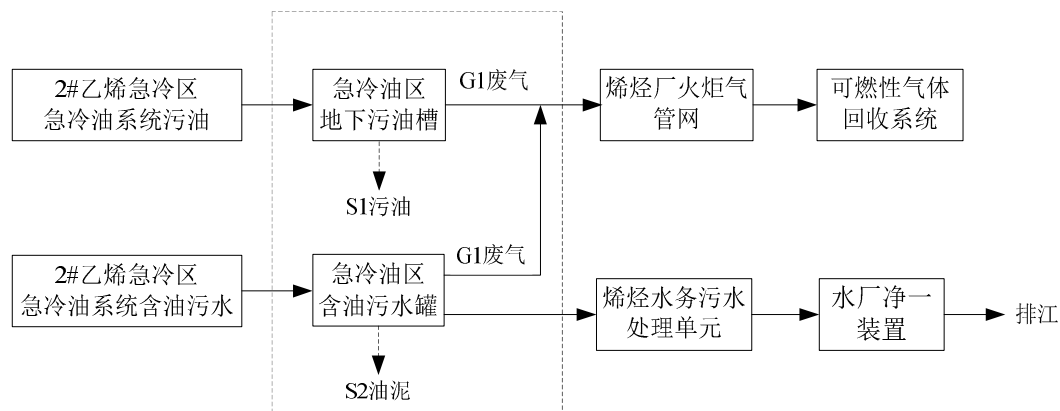 2#乙烯急冷区
急冷油系统污油
急冷油区
地下污油槽
G1废气
烯烃厂火炬气
管网
可燃性气体
回收系统
S1污油
2#乙烯急冷区
急冷油系统含油污水
急冷油区
含油污水罐
G1废气
烯烃水务污水
处理单元
水厂净一
装置
排江
S2油泥